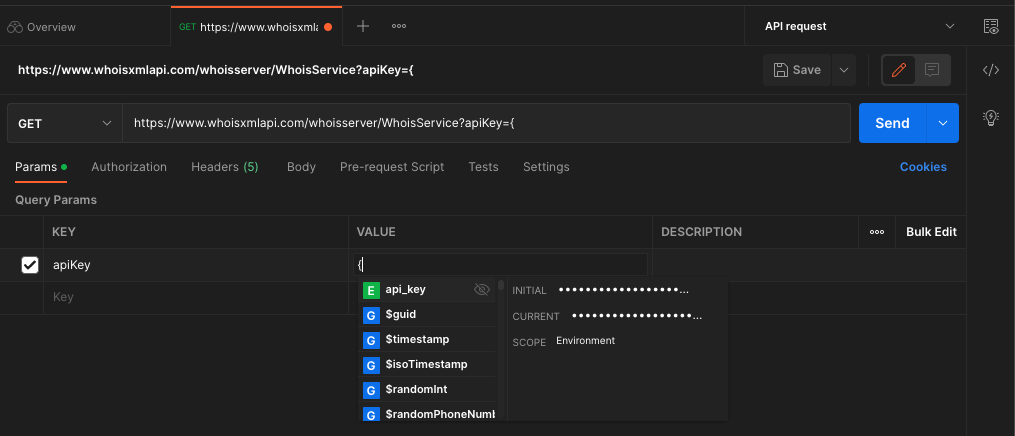 Overview
GET https://www.whoisxmla
API request
https://www.whoisxmlapi.com/whoisserver/WhoisService?apiKey={
Save
GET
https://www.whoisxmlapi.com/whoisserver/WhoisService?apiKey={
Send
Params
Authorization
Headers (5)
Body
Pre-request Script
Tests
Settings
Cookies
Query Params
KEY
VALUE
DESCRIPTION
Bulk Edit
apiKey
{
Key
E api_key
G $guid
G $timestamp
G $isoTimestamp
G $randomInt
G $randomPhoneNumb
INITIAL ••••••••••••••••••...
CURRENT ••••••••••••••••••...
SCOPE Environment